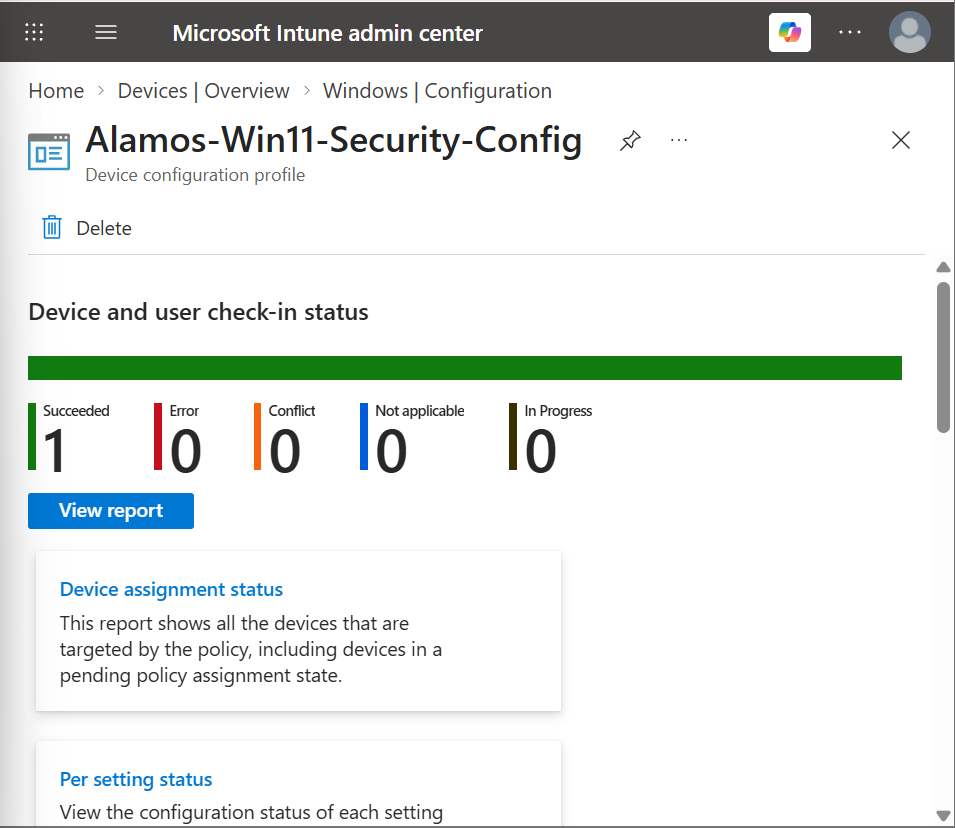 Microsoft Intune admin center
Home > Devices | Overview > Windows | Configuration
Alamos-Win11-Security-Config
Device configuration profile
Delete
Device and user check-in status
Succeeded
1
Error
0
Conflict
0
Not applicable
0
In Progress
0
View report
Device assignment status
This report shows all the devices that are
targeted by the policy, including devices in a
pending policy assignment state.
Per setting status
View the configuration status of each setting